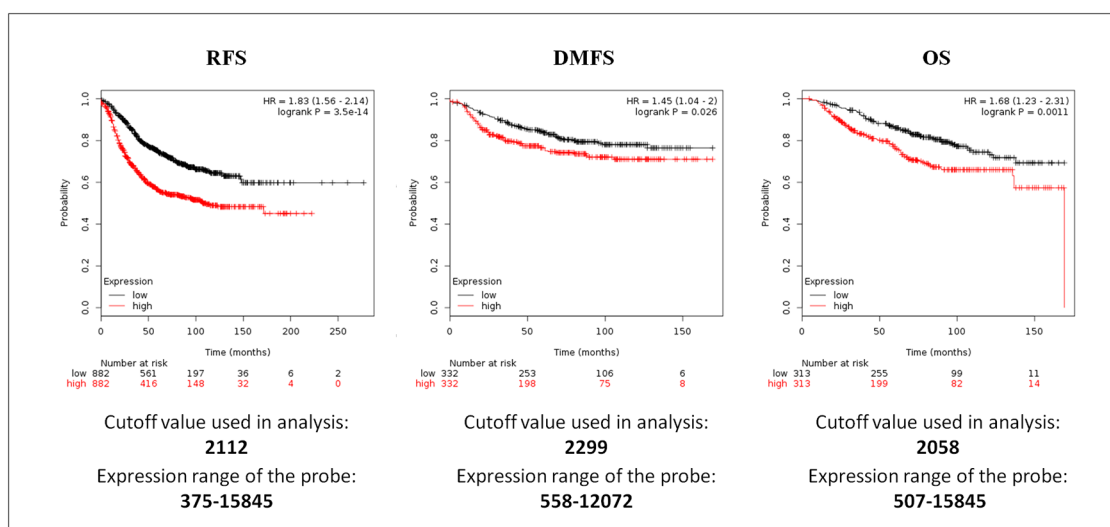 RFS
HR = 1.83 (1.56 - 2.14)
logrank P = 3.5e-14
Probability
1.0
0.8
0.6
0.4
0.2
0.0
Expression
low
high
0 50 100 150 200 250
Time (months)
Number at risk
low 882 561 197 36 6 2
high 882 416 148 32 4 0
Cutoff value used in analysis:
2112
Expression range of the probe:
375-15845
DMFS
HR = 1.45 (1.04 - 2)
logrank P = 0.026
Probability
1.0
0.8
0.6
0.4
0.2
0.0
Expression
low
high
0 50 100 150
Time (months)
Number at risk
low 332 253 106 6
high 332 198 75 8
Cutoff value used in analysis:
2299
Expression range of the probe:
558-12072
OS
HR = 1.68 (1.23 - 2.31)
logrank P = 0.0011
Probability
1.0
0.8
0.6
0.4
0.2
0.0
Expression
low
high
0 50 100 150
Time (months)
Number at risk
low 313 255 99 11
high 313 199 82 14
Cutoff value used in analysis:
2058
Expression range of the probe:
507-15845